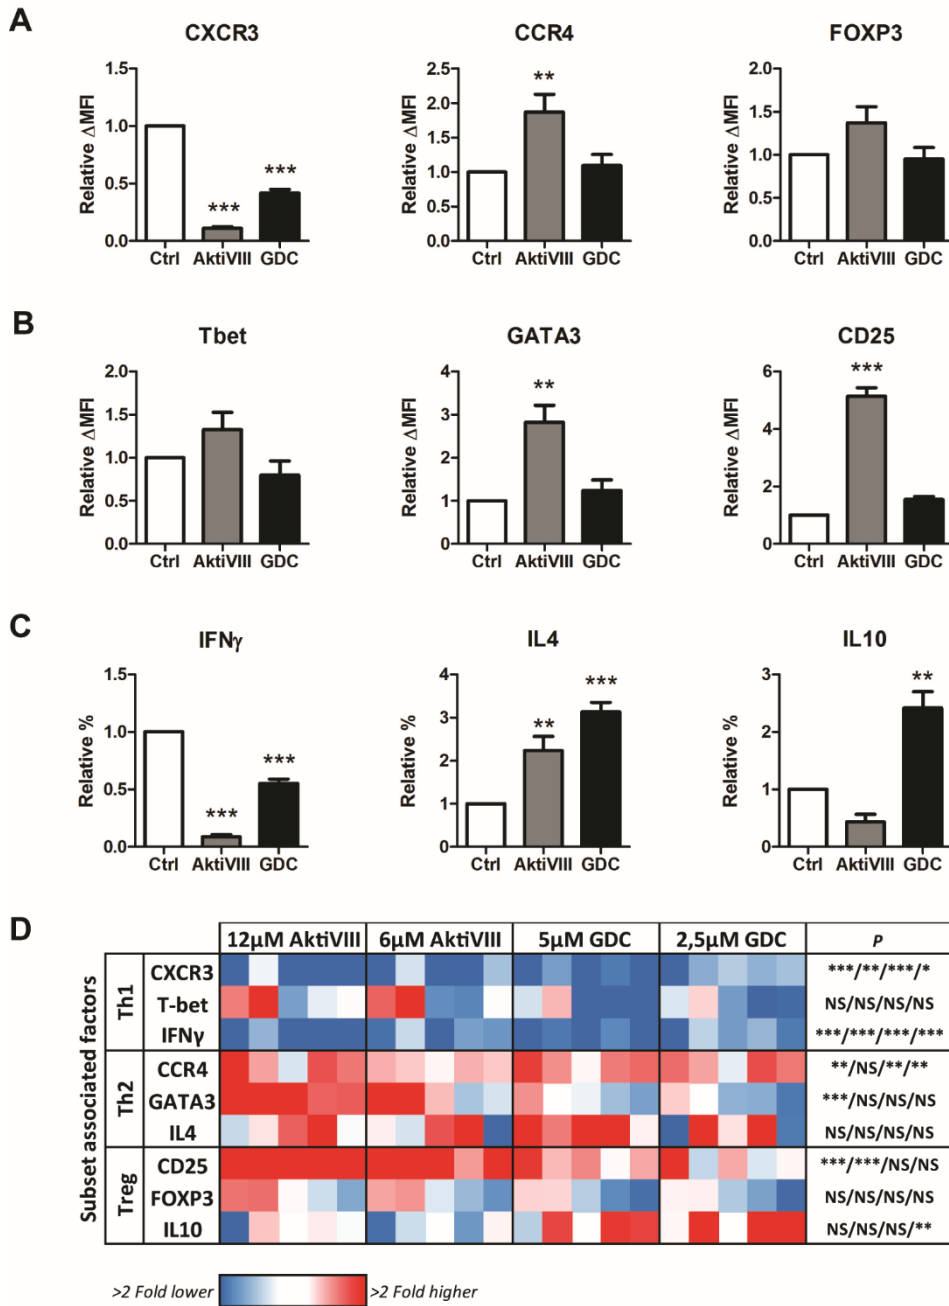 A
CXCR3
CCR4
FOXP3
Relative ΔMFI
1.5
1.0
0.5
0.0
***
***
Ctrl AktiVIII GDC
Relative ΔMFI
2.5
2.0
1.5
1.0
0.5
0.0
**
Ctrl AktiVIII GDC
Relative ΔMFI
2.0
1.5
1.0
0.5
0.0
Ctrl AktiVIII GDC
B
Tbet
GATA3
CD25
Relative ΔMFI
2.0
1.5
1.0
0.5
0.0
Ctrl AktiVIII GDC
Relative ΔMFI
4
3
2
1
0
**
Ctrl AktiVIII GDC
Relative ΔMFI
6
4
2
0
***
Ctrl AktiVIII GDC
C
IFNγ
IL4
IL10
Relative %
1.5
1.0
0.5
0.0
***
***
Ctrl AktiVIII GDC
Relative %
4
3
2
1
0
**
***
Ctrl AktiVIII GDC
Relative %
3
2
1
0
**
Ctrl AktiVIII GDC
D
12μM AktiVIII 6μM AktiVIII 5μM GDC 2,5μM GDC P
Subset associated factors
Th1
CXCR3 ***/**/***/*
T-bet NS/NS/NS/NS
IFNγ ***/***/***/***
Th2
CCR4 **/NS/**/**
GATA3 ***/NS/NS/NS
IL4 NS/NS/NS/NS
Treg
CD25 ***/***/NS/NS
FOXP3 NS/NS/NS/NS
IL10 NS/NS/NS/**
>2 Fold lower >2 Fold higher